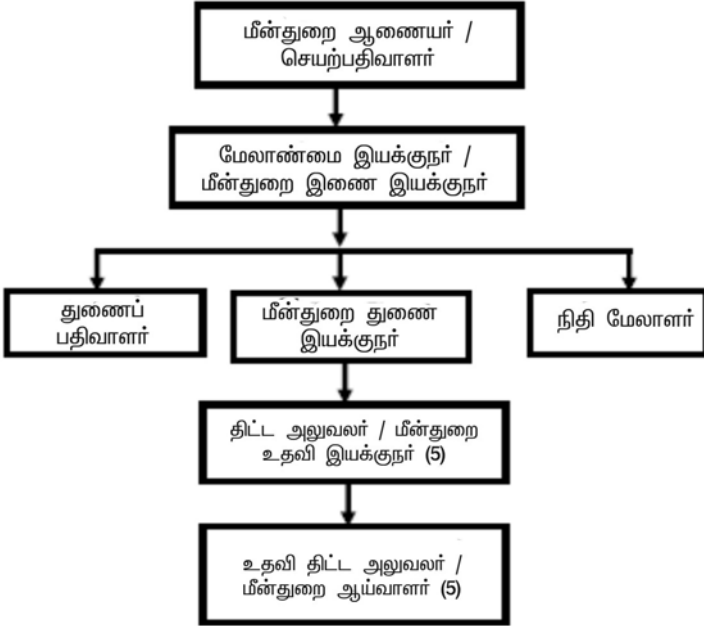 மீன்துறை ஆணையர் /
செயற்பதிவாளர்
மேலாண்மை இயக்குநர் /
மீன்துறை இணை இயக்குநர்
துணைப்
பதிவாளர்
மீன்துறை துணை
இயக்குநர்
நிதி மேலாளர்
திட்ட அலுவலர் / மீன்துறை
உதவி இயக்குநர் (5)
உதவி திட்ட அலுவலர் /
மீன்துறை ஆய்வாளர் (5)